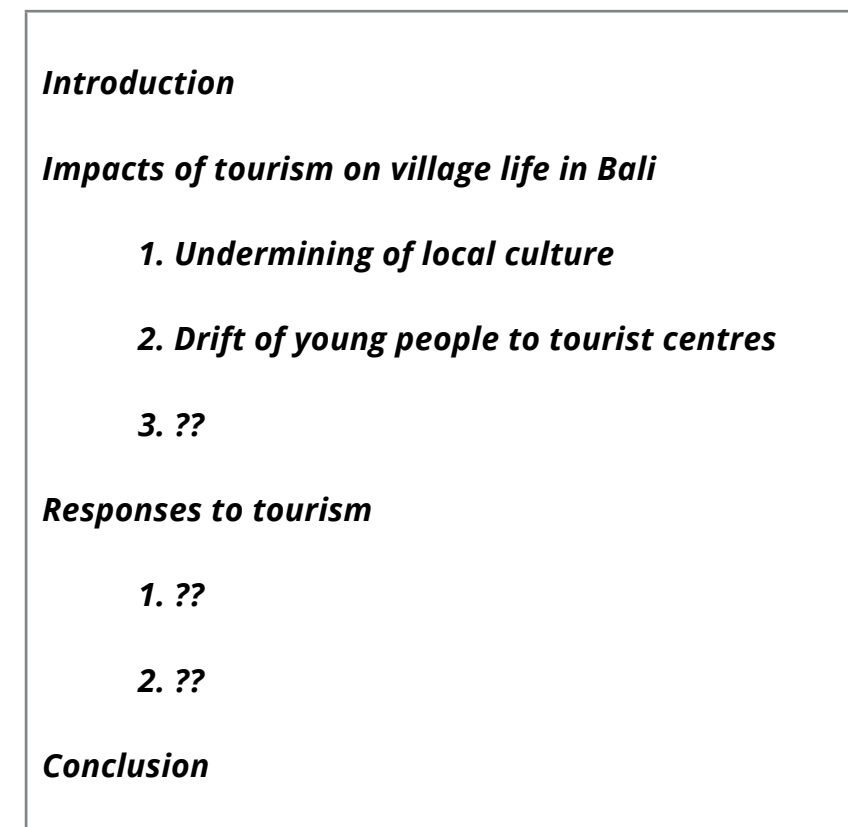 Introduction
Impacts of tourism on village life in Bali
1. Undermining of local culture
2. Drift of young people to tourist centres
3. ??
Responses to tourism
1. ??
2. ??
Conclusion